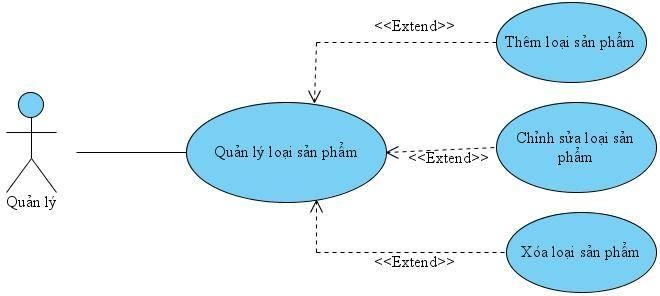 <<Extend>>
Thêm loại sản phẩm
Quản lý loại sản phẩm
<<Extend>>
Chỉnh sửa loại sản
phẩm
Quản lý
<<Extend>>
Xóa loại sản phẩm